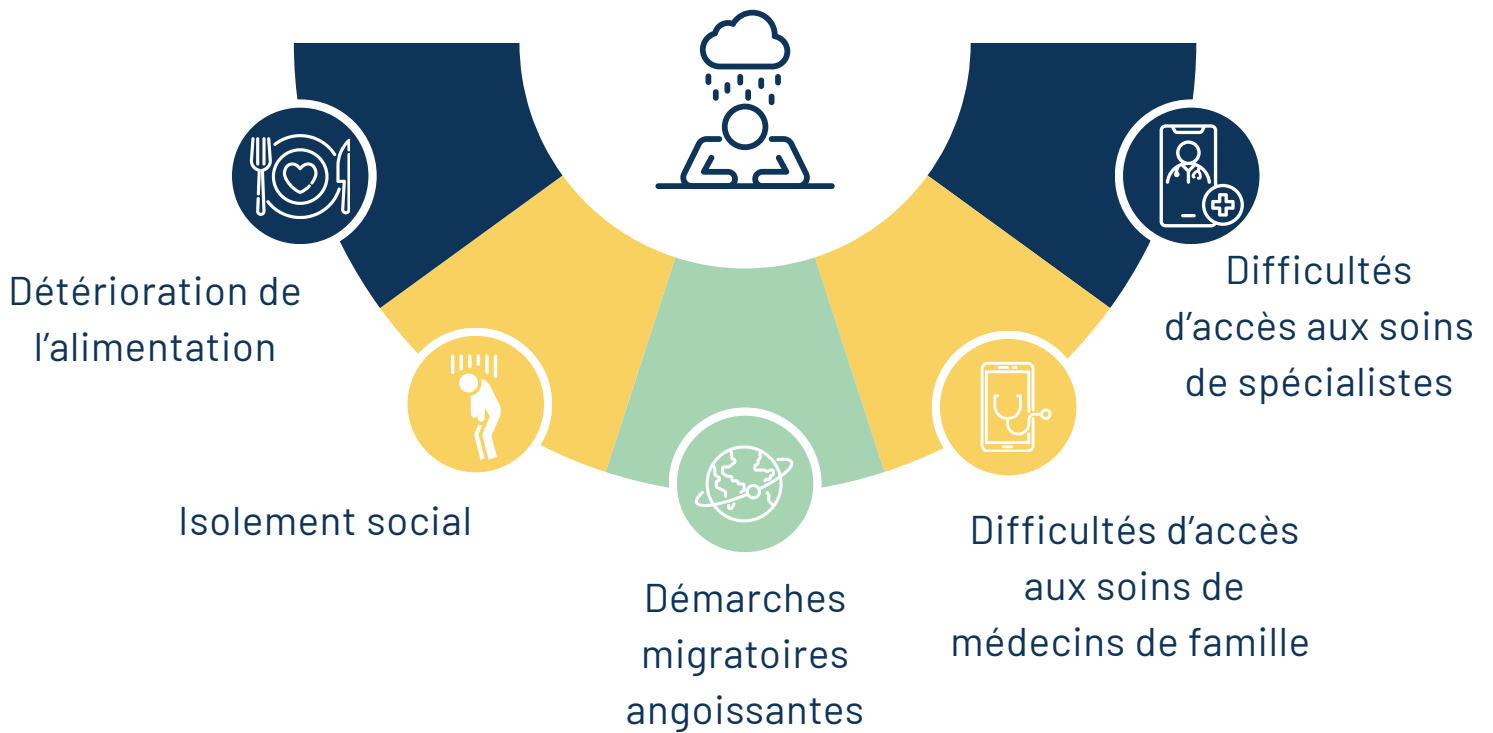 Détérioration de
l'alimentation
Isolement social
Démarches
migratoires
angoissantes
Difficultés d'accès
aux soins de
médecins de famille
Difficultés
d'accès aux soins
de spécialistes